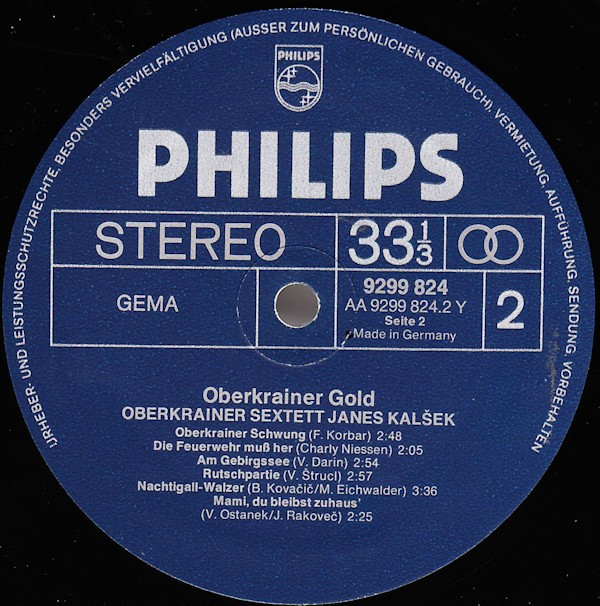 URHEBER- UND LEISTUNGSSCHUTZRECHTE, BESONDERS VERVIELFÄLTIGUNG (AUSSER ZUM PERSÖNLICHEN GEBRAUCH), VERMIETUNG, AUFFÜHRUNG, SENDUNG, VORBEHALTEN
PHILIPS
PHILIPS
STEREO
33 1/3
GEMA
9299 824
AA 9299 824.2 Y
Seite 2
Made in Germany
2
Oberkrainer Gold
OBERKRAINER SEXTETT JANES KALŠEK
Oberkrainer Schwung (F. Korbar) 2:48
Die Feuerwehr muß her (Charly Niessen) 2:05
Am Gebirgssee (V. Darin) 2:54
Rutschpartie (V. Štrucl) 2:57
Nachtigall-Walzer (B. Kovačič/M. Eichwalder) 3:36
Mami, du bleibst zuhaus'
(V. Ostanek/J. Rakoveč) 2:25